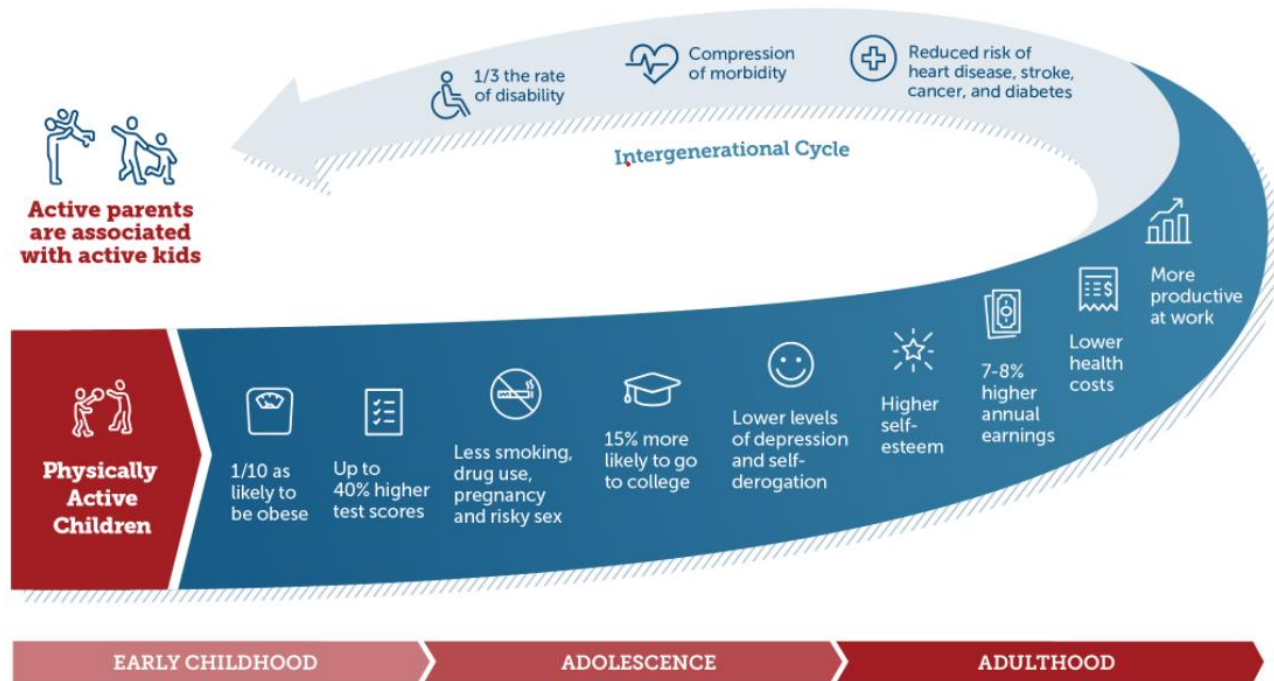 1/3 the rate
of disability
Compression
of morbidity
Reduced risk of
heart disease, stroke,
cancer, and diabetes
Intergenerational Cycle
Active parents
are associated
with active kids
Physically
Active
Children
1/10 as
likely to
be obese
Up to
40% higher
test scores
Less smoking,
drug use,
pregnancy
and risky sex
15% more
likely to go
to college
Lower levels
of depression
and self-
derogation
Higher
self-
esteem
7-8%
higher
annual
earnings
Lower
health
costs
More
productive
at work
EARLY CHILDHOOD
ADOLESCENCE
ADULTHOOD